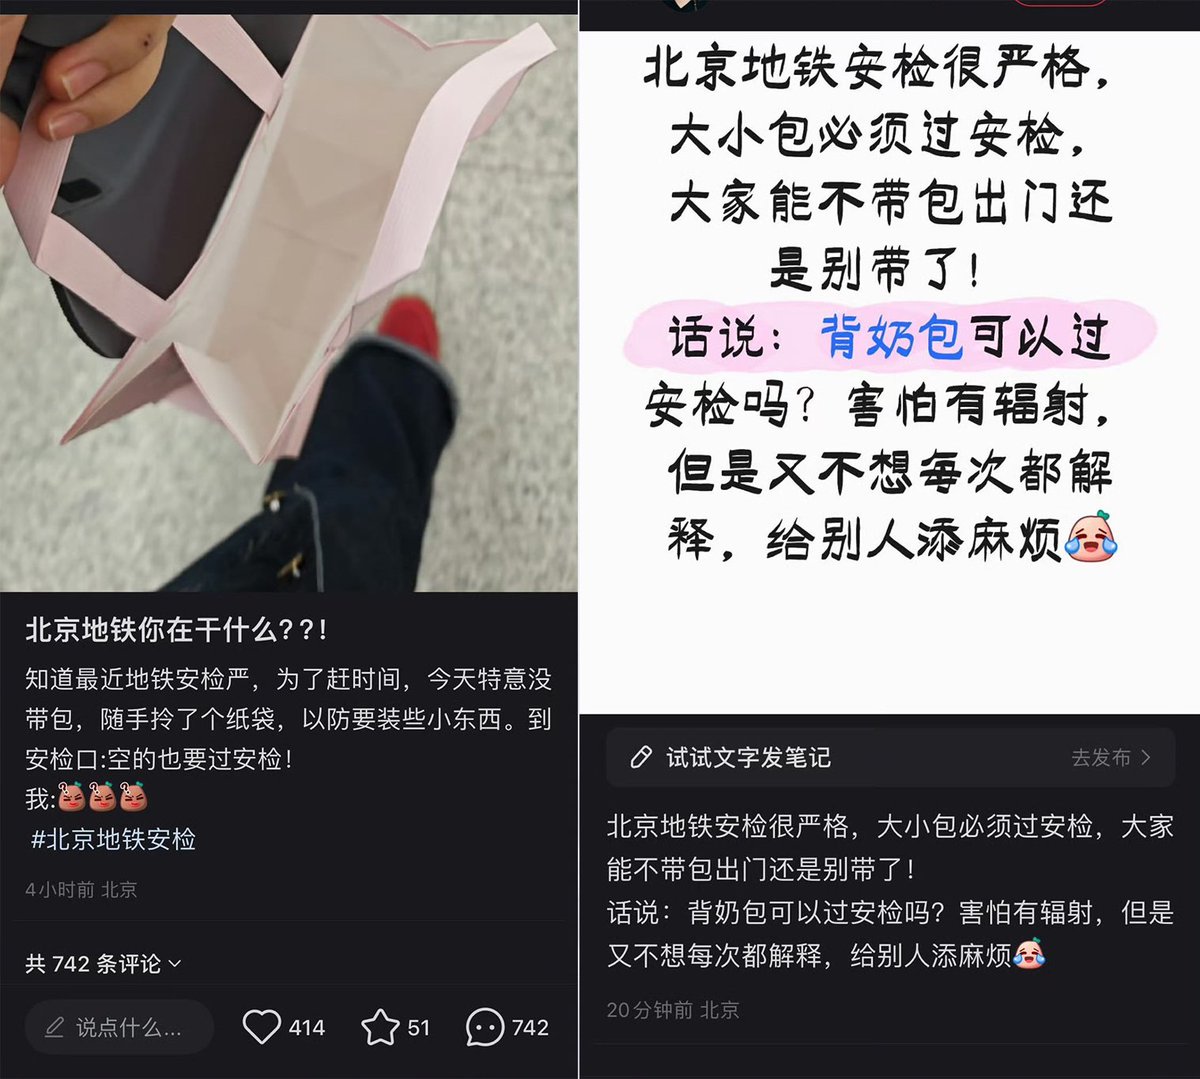 北京地铁你在干什么??!
知道最近地铁安检严，为了赶时间，今天特意没
带包，随手拎了个纸袋，以防要装些小东西。到
安检口:空的也要过安检！
我:
#北京地铁安检
4小时前 北京
共 742 条评论
说点什么...
414
51
742
北京地铁安检很严格，
大小包必须过安检，
大家能不带包出门还
是别带了！
话说：背奶包可以过
安检吗？害怕有辐射，
但是又不想每次都解
释，给别人添麻烦
试试文字发笔记
去发布
北京地铁安检很严格，大小包必须过安检，大家
能不带包出门还是别带了！
话说：背奶包可以过安检吗？害怕有辐射，但是
又不想每次都解释，给别人添麻烦
20分钟前 北京